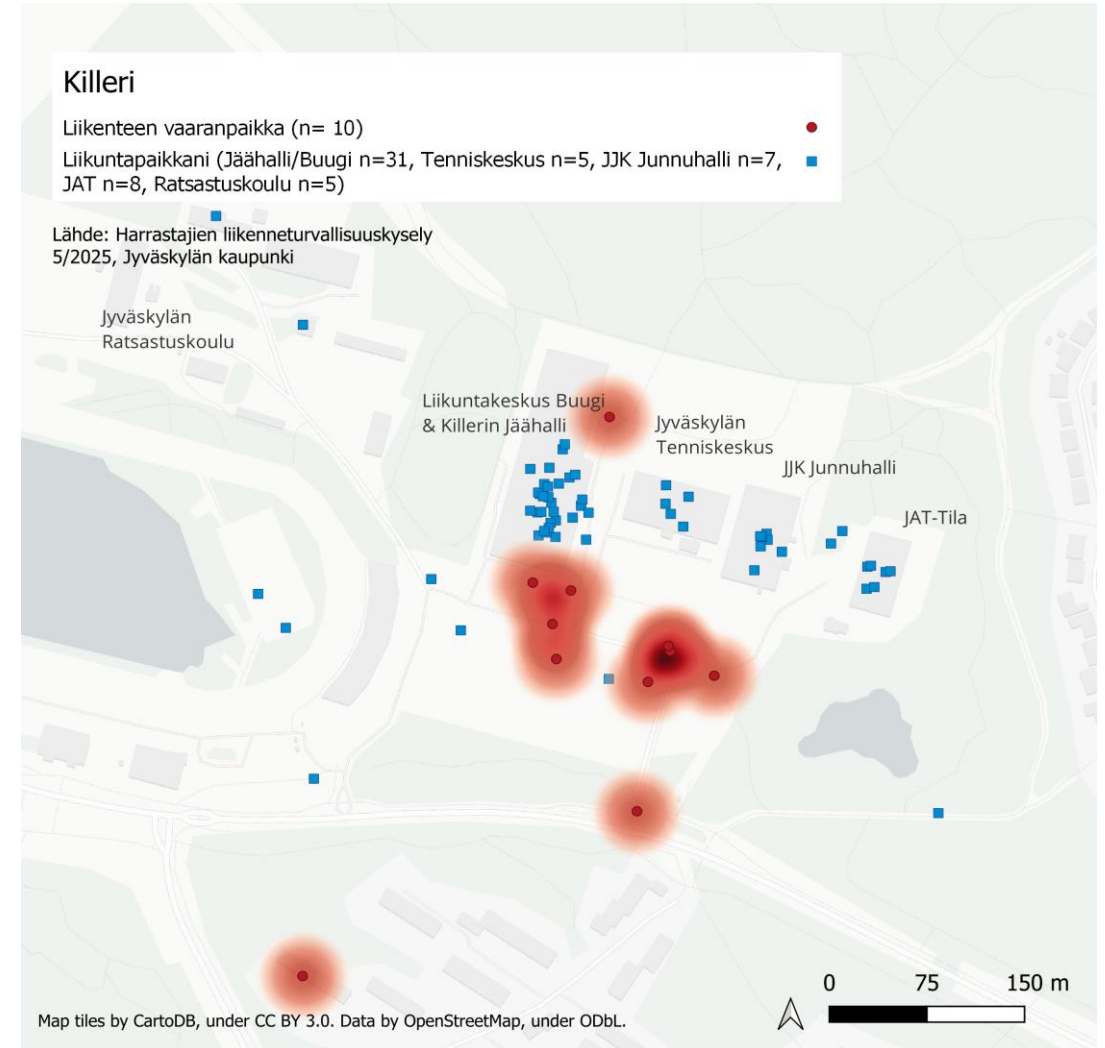 Killeri
Liikenteen vaaranpaikka (n= 10)
Liikuntapaikkani (Jäähalli/Buugi n=31, Tenniskeskus n=5, JJK Junnuhalli n=7,
JAT n=8, Ratsastuskoulu n=5)
Lähde: Harrastajien liikenneturvallisuuskysely
5/2025, Jyväskylän kaupunki
Jyväskylän
Ratsastuskoulu
Liikuntakeskus Buugi
& Killerin Jäähalli
Jyväskylän
Tenniskeskus
JJK Junnuhalli
JAT-Tila
0 75 150 m
Map tiles by CartoDB, under CC BY 3.0. Data by OpenStreetMap, under ODbL.